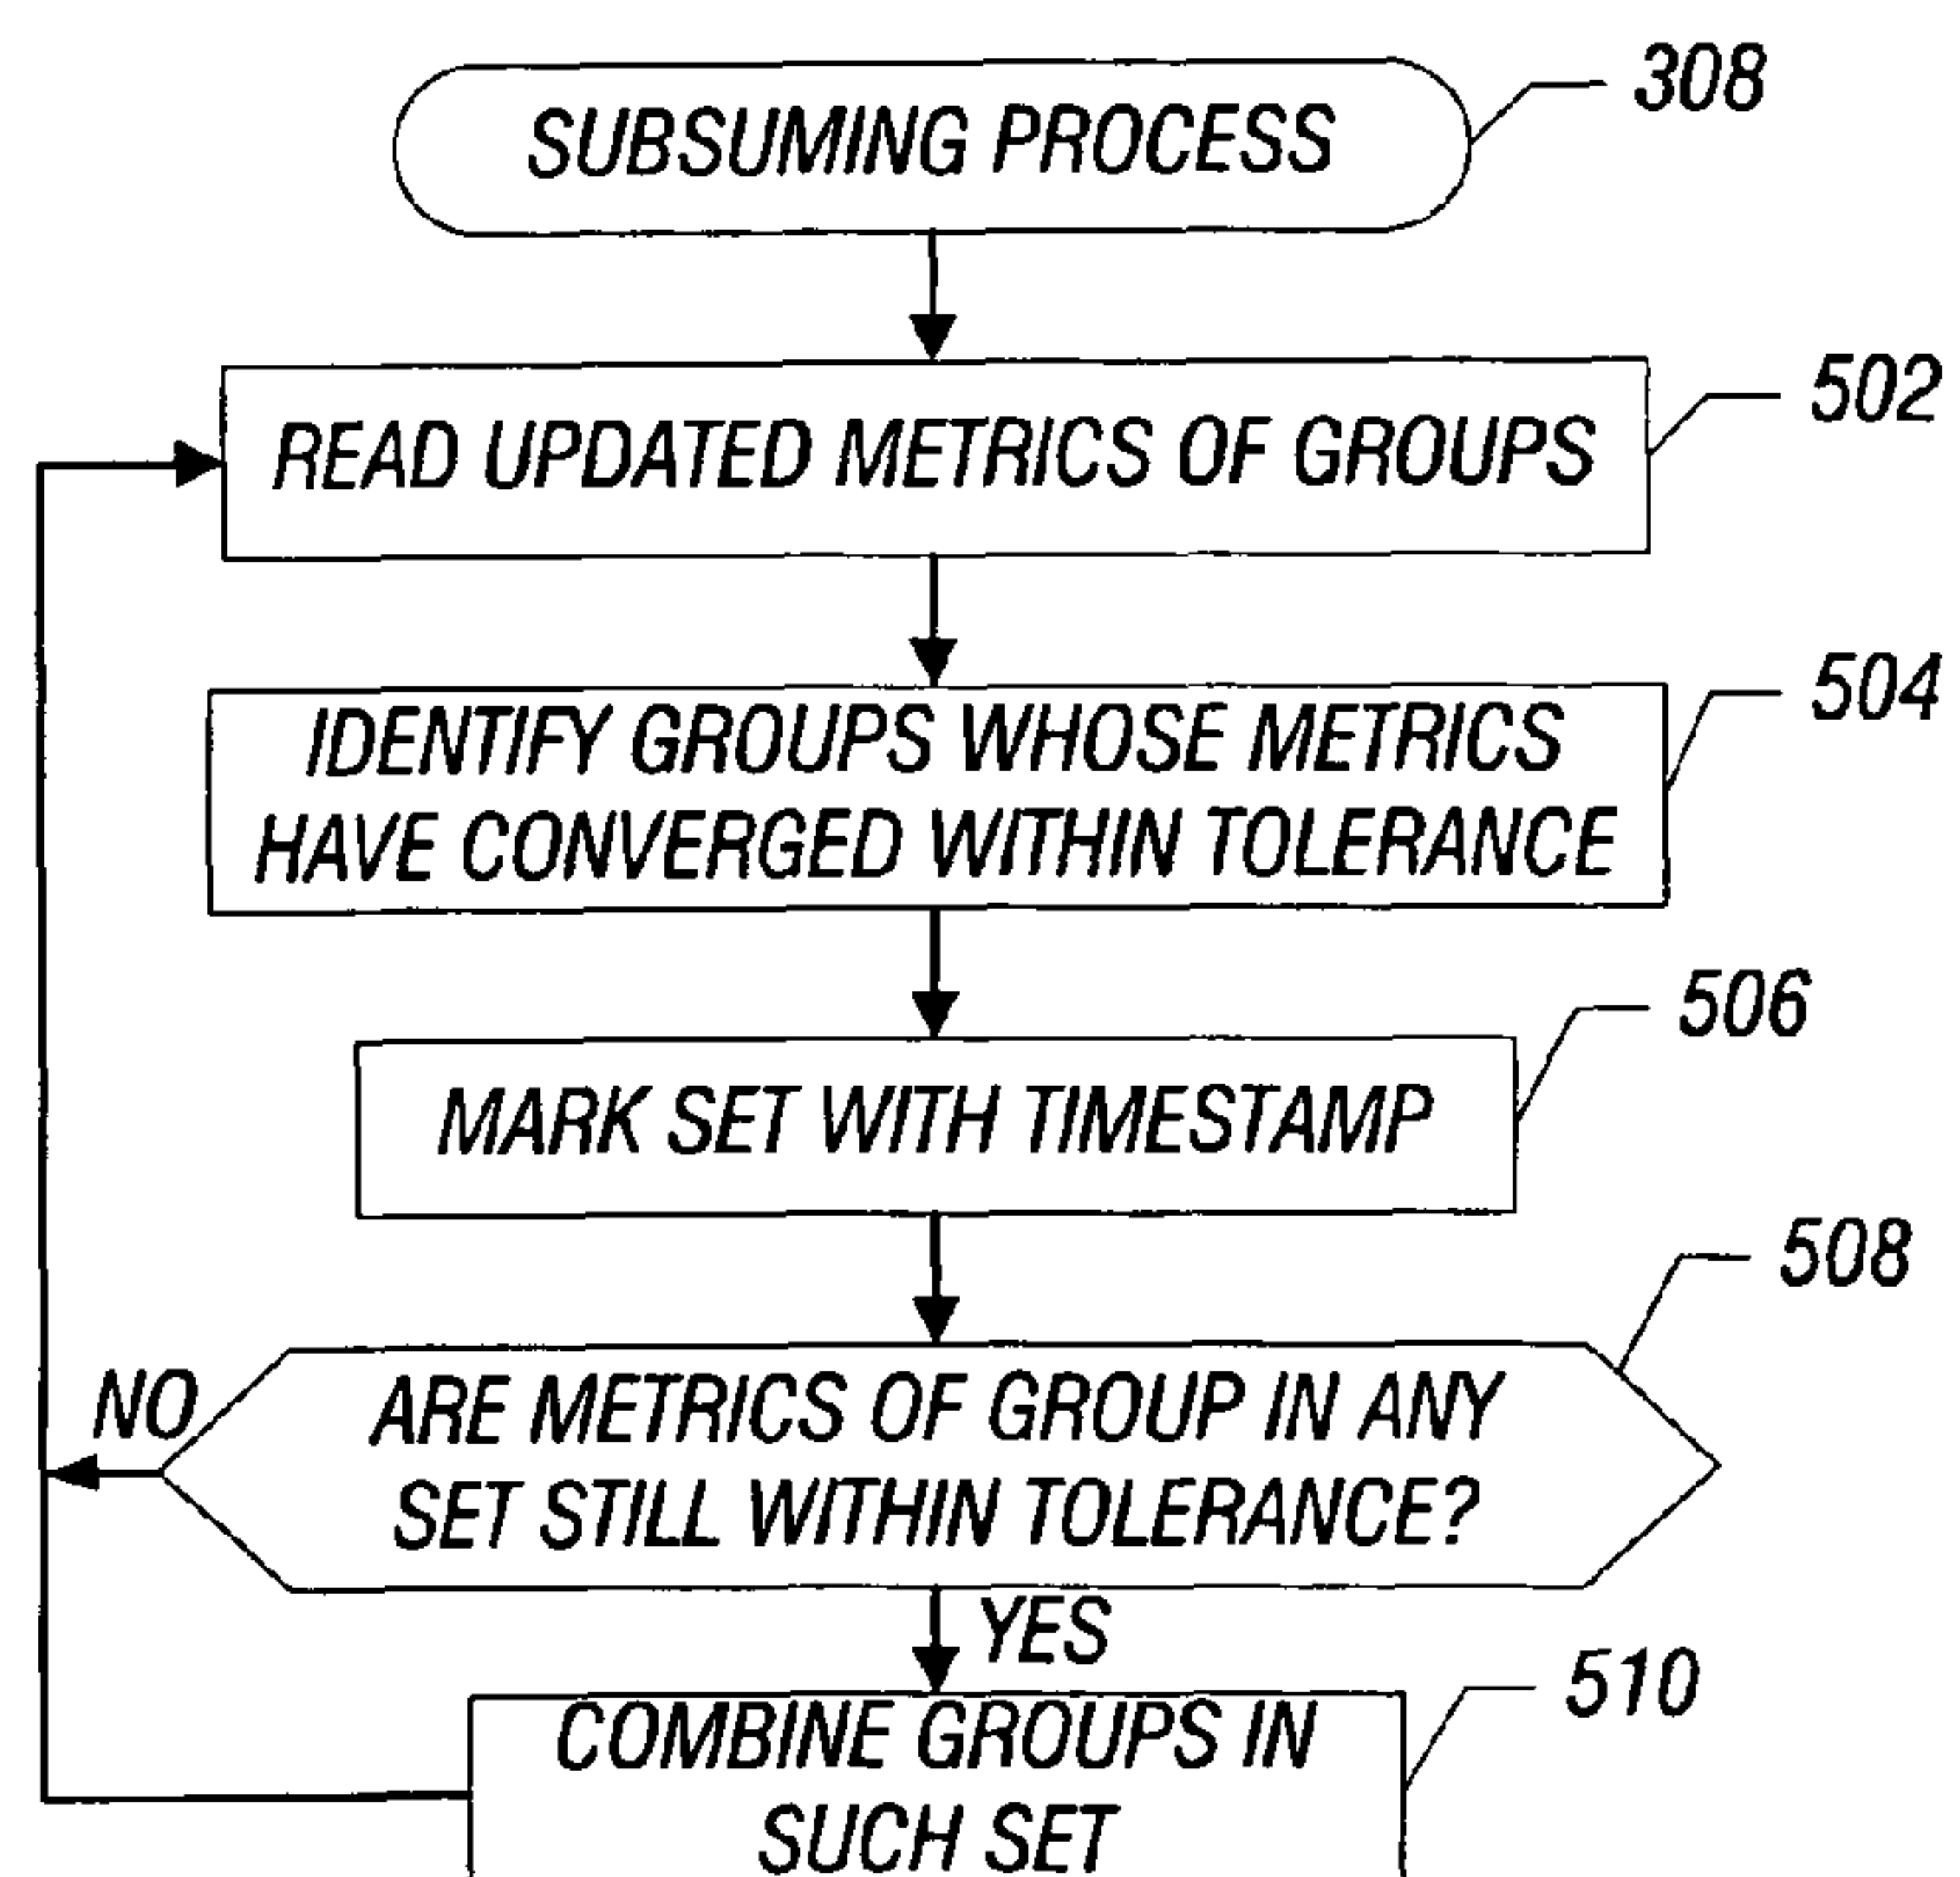 SUBSUMING PROCESS
308
READ UPDATED METRICS OF GROUPS
502
IDENTIFY GROUPS WHOSE METRICS
HAVE CONVERGED WITHIN TOLERANCE
504
MARK SET WITH TIMESTAMP
506
ARE METRICS OF GROUP IN ANY
SET STILL WITHIN TOLERANCE?
508
NO
YES
COMBINE GROUPS IN
SUCH SET
510